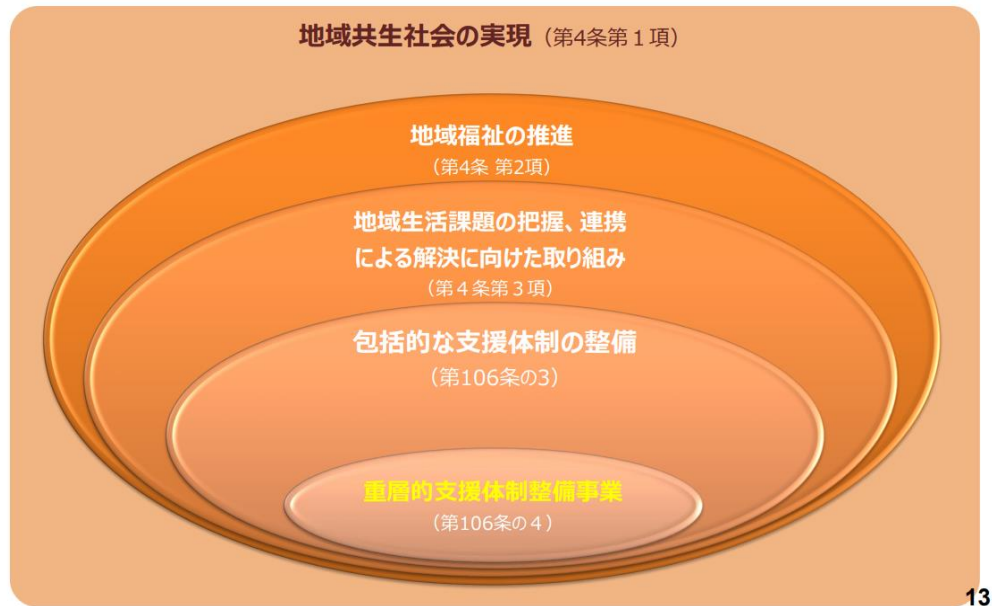 地域共生社会の実現（第4条第１項）
地域福祉の推進
（第4条 第2項）
地域生活課題の把握、連携
による解決に向けた取り組み
（第４条第３項）
包括的な支援体制の整備
（第106条の3）
重層的支援体制整備事業
（第106条の４）
13